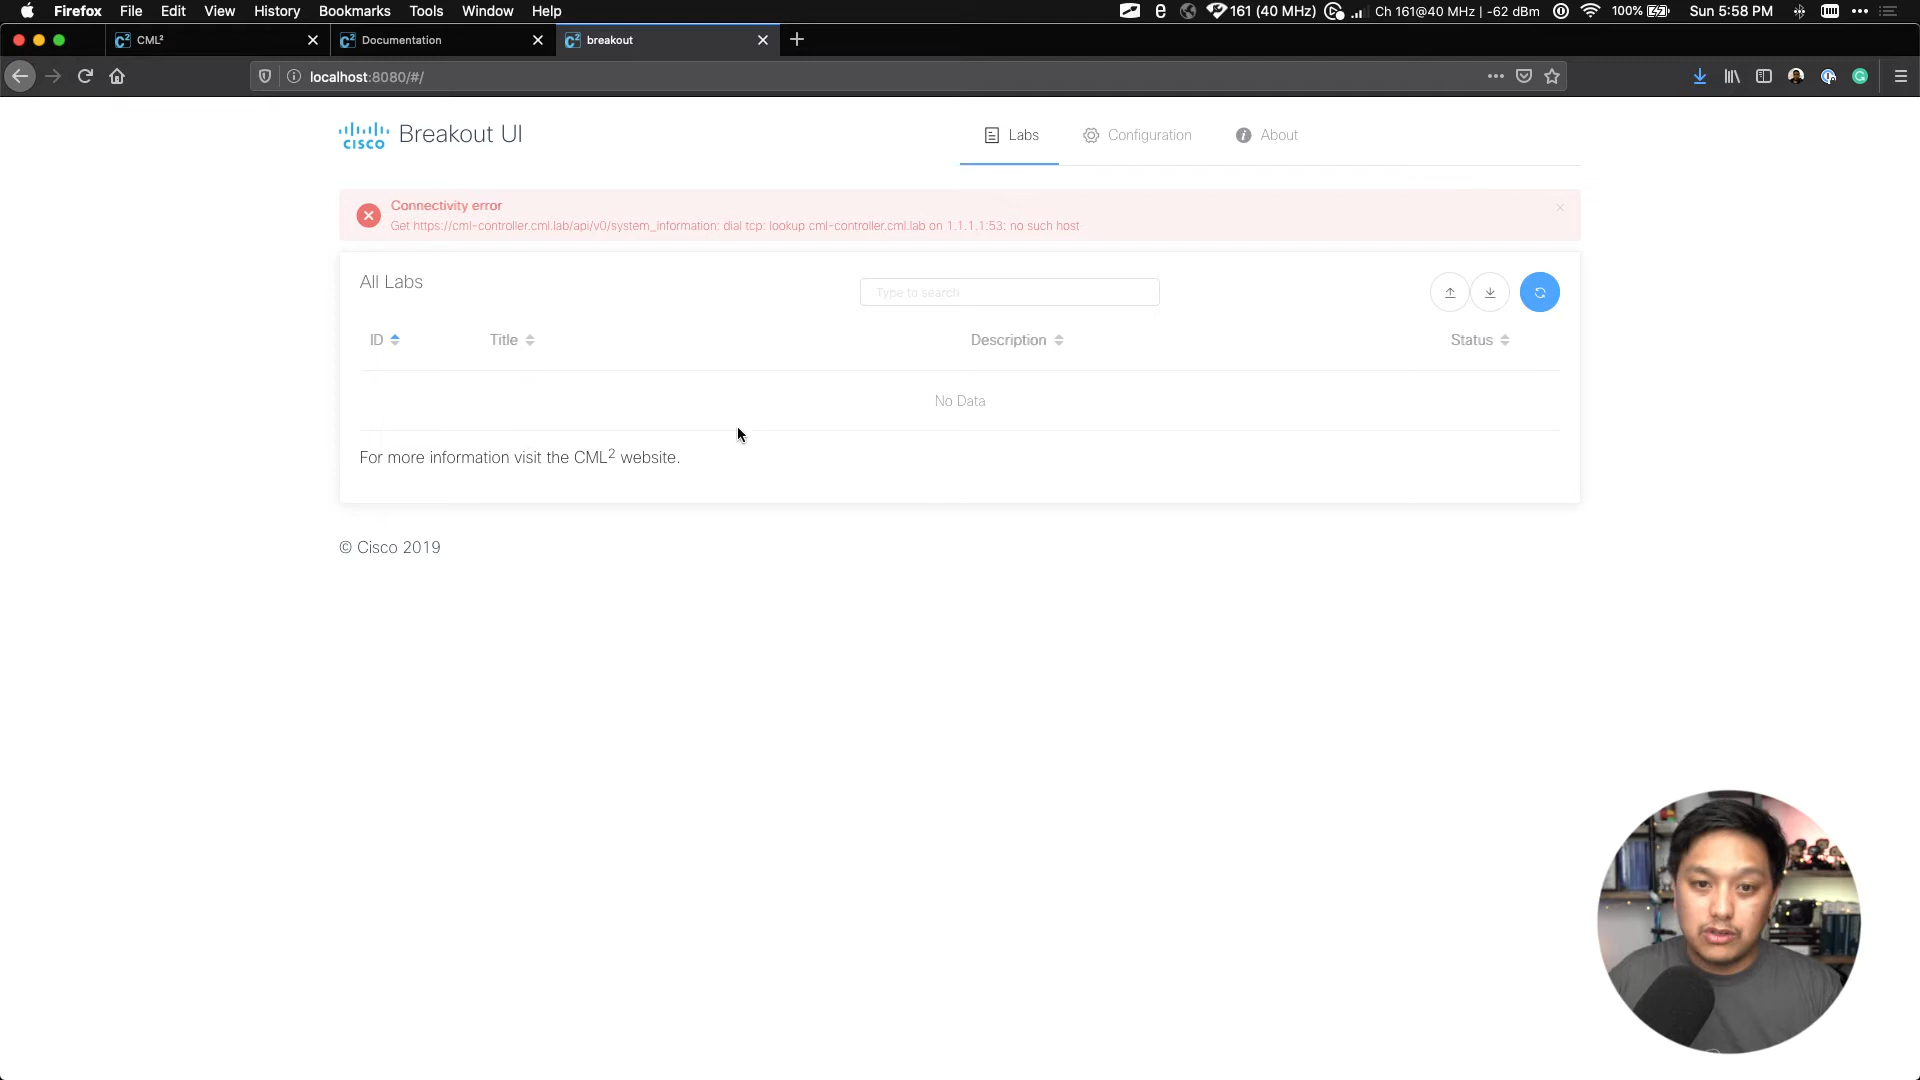 Firefox File Edit View History Bookmarks Tools Window Help 161 (40 MHz) Ch 161@40 MHz | -62 dBm 100% Sun 5:58 PM
CML² Documentation breakout
localhost:8080/#/
CISCO Breakout UI Labs Configuration About
Connectivity error
Get https://cml-controller.cml.lab/api/v0/system_information: dial tcp: lookup cml-controller.cml.lab on 1.1.1.1:53: no such host
All Labs Type to search
ID Title Description Status
No Data
For more information visit the CML² website.
© Cisco 2019